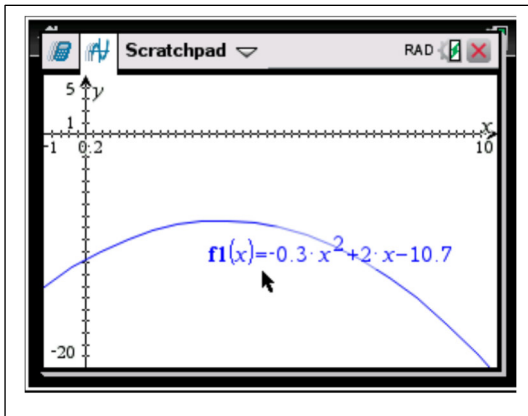 Scratchpad RAD
5 y
1 x
-1 0.2 10
f1(x)=-0.3·x²+2·x-10.7
-20